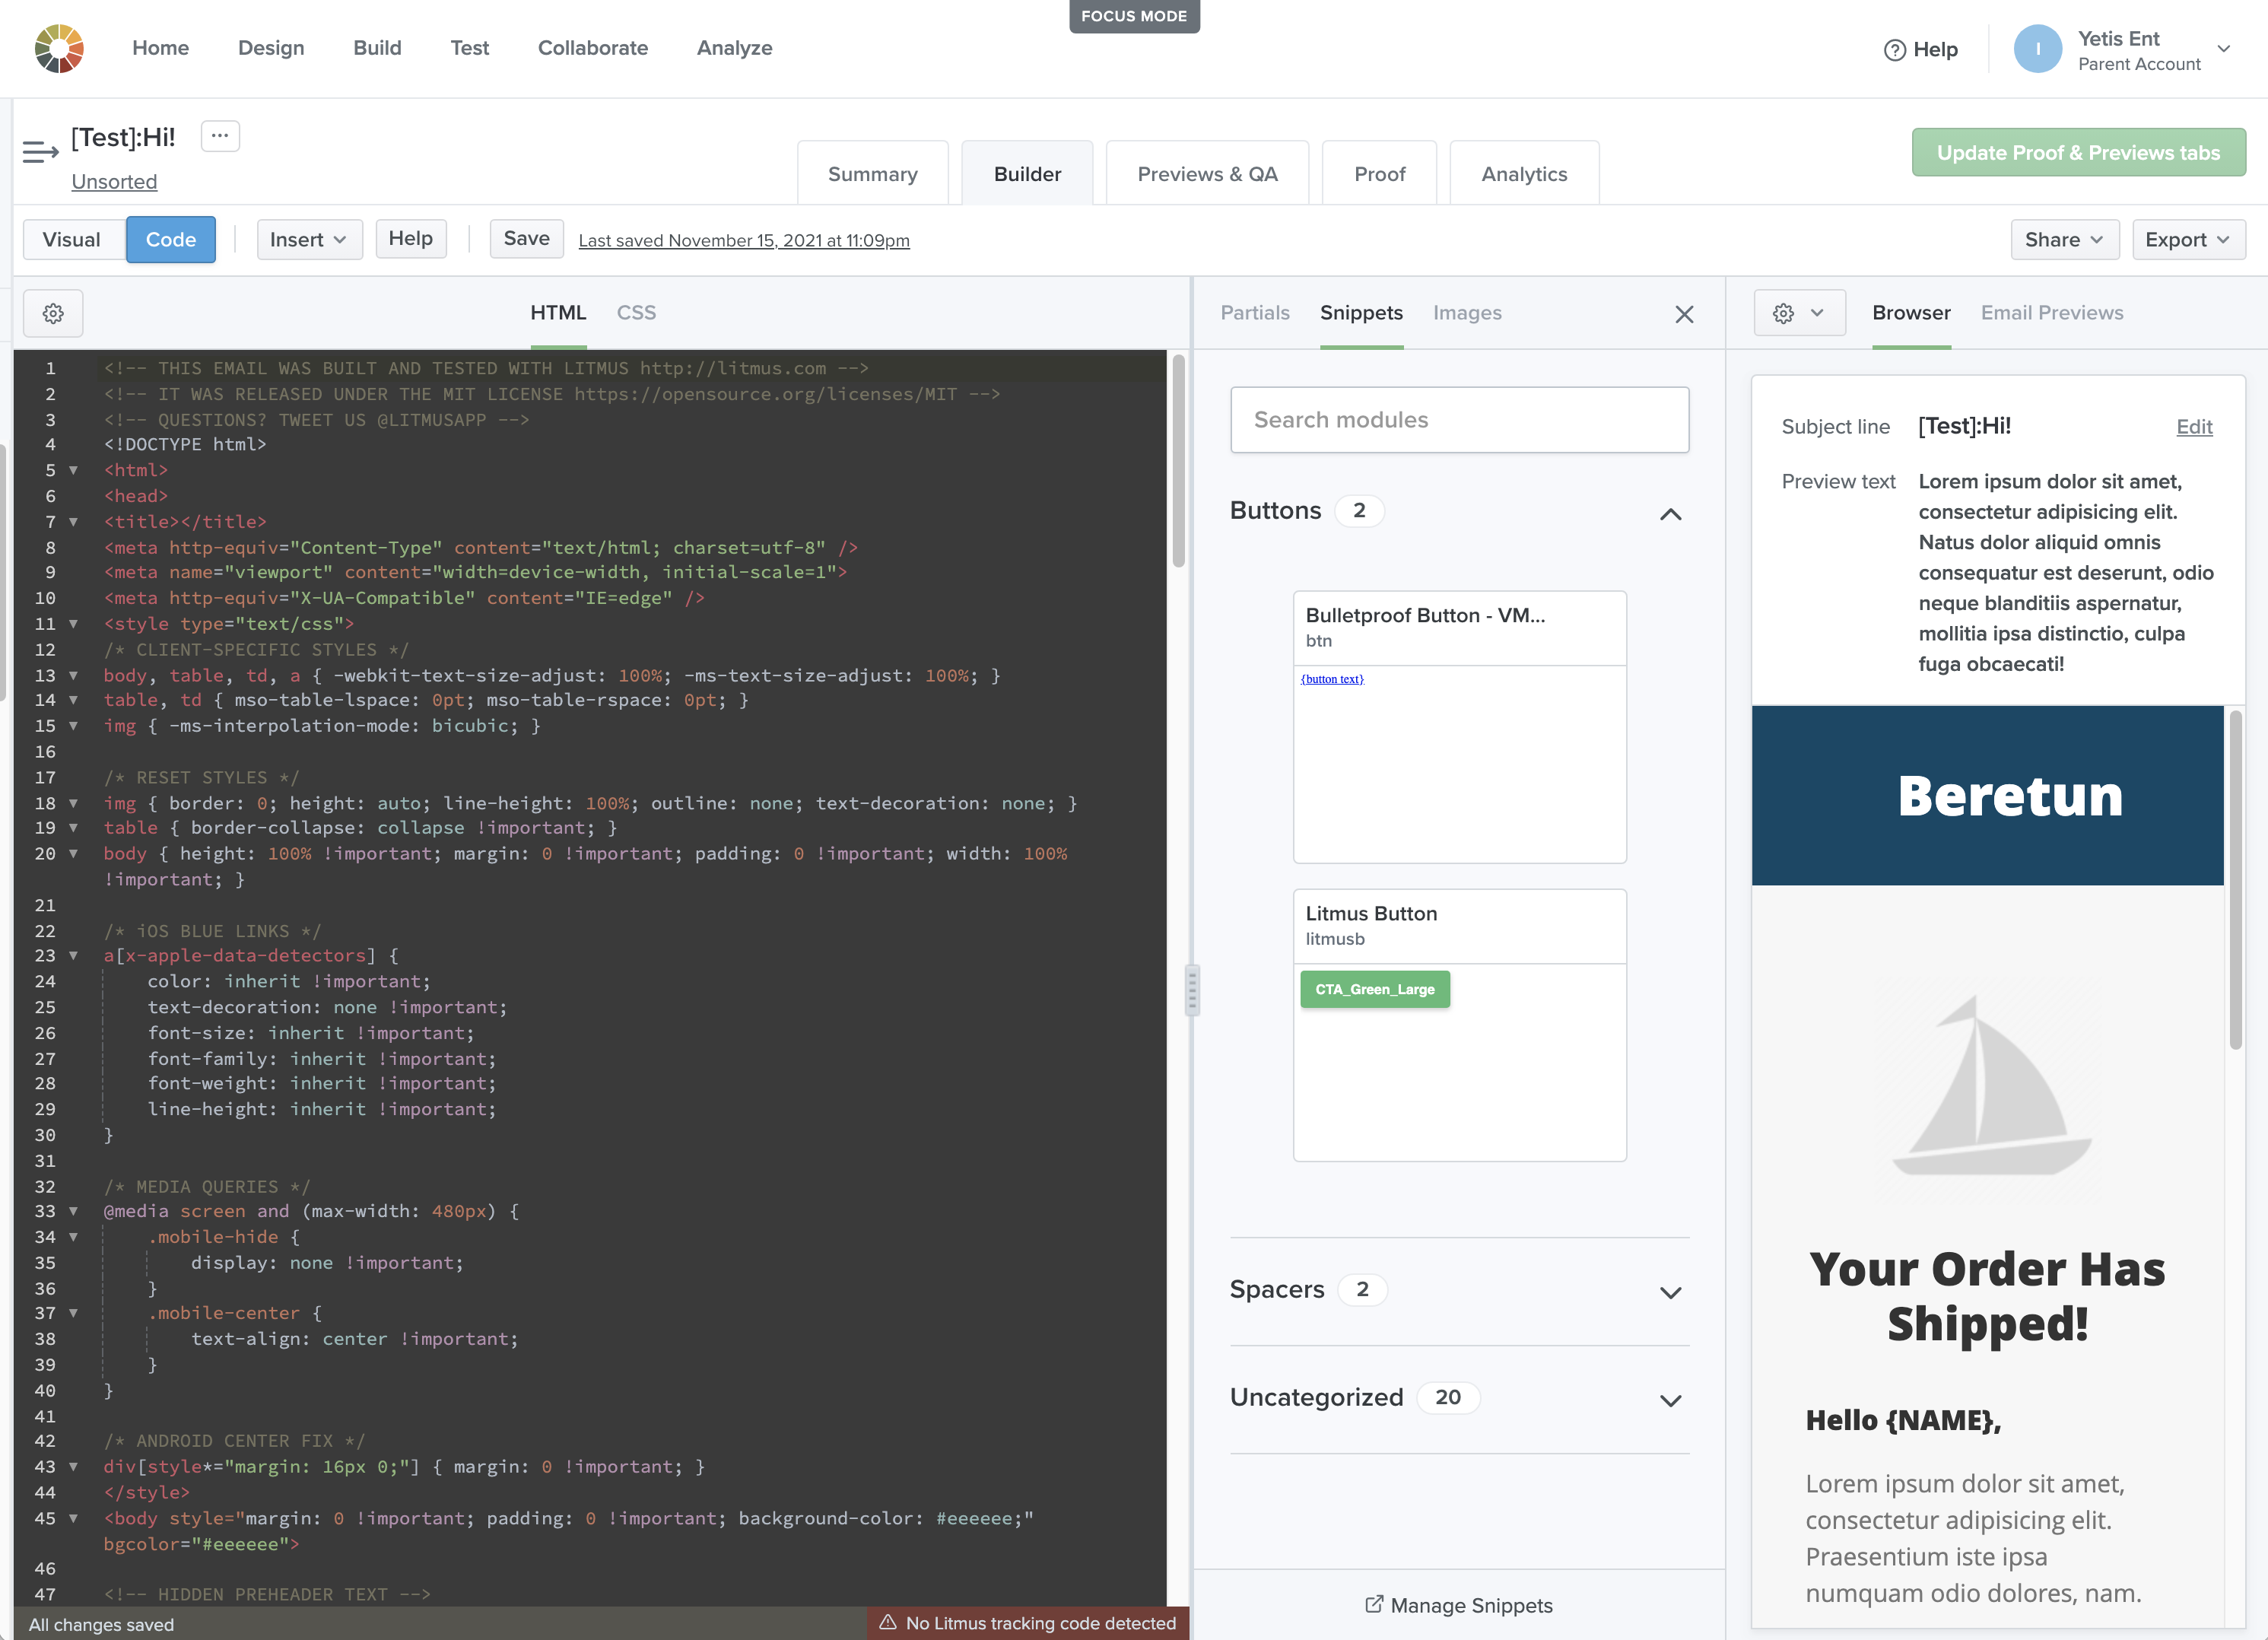 FOCUS MODE
Home Design Build Test Collaborate Analyze
? Help
I
Yetis Ent
Parent Account
[Test]:Hi!
...
Unsorted
Summary Builder Previews & QA Proof Analytics
Update Proof & Previews tabs
Visual Code Insert Help Save Last saved November 15, 2021 at 11:09pm
Share Export
HTML CSS
1 <!-- THIS EMAIL WAS BUILT AND TESTED WITH LITMUS http://litmus.com -->
2 <!-- IT WAS RELEASED UNDER THE MIT LICENSE https://opensource.org/licenses/MIT -->
3 <!-- QUESTIONS? TWEET US @LITMUSAPP -->
4 <!DOCTYPE html>
5 <html>
6 <head>
7 <title></title>
8 <meta http-equiv="Content-Type" content="text/html; charset=utf-8" />
9 <meta name="viewport" content="width=device-width, initial-scale=1">
10 <meta http-equiv="X-UA-Compatible" content="IE=edge" />
11 <style type="text/css">
12 /* CLIENT-SPECIFIC STYLES */
13 body, table, td, a { -webkit-text-size-adjust: 100%; -ms-text-size-adjust: 100%; }
14 table, td { mso-table-lspace: 0pt; mso-table-rspace: 0pt; }
15 img { -ms-interpolation-mode: bicubic; }
16
17 /* RESET STYLES */
18 img { border: 0; height: auto; line-height: 100%; outline: none; text-decoration: none; }
19 table { border-collapse: collapse !important; }
20 body { height: 100% !important; margin: 0 !important; padding: 0 !important; width: 100%
!important; }
21
22 /* iOS BLUE LINKS */
23 a[x-apple-data-detectors] {
24 color: inherit !important;
25 text-decoration: none !important;
26 font-size: inherit !important;
27 font-family: inherit !important;
28 font-weight: inherit !important;
29 line-height: inherit !important;
30 }
31
32 /* MEDIA QUERIES */
33 @media screen and (max-width: 480px) {
34 .mobile-hide {
35 display: none !important;
36 }
37 .mobile-center {
38 text-align: center !important;
39 }
40 }
41
42 /* ANDROID CENTER FIX */
43 div[style*="margin: 16px 0;"] { margin: 0 !important; }
44 </style>
45 <body style="margin: 0 !important; padding: 0 !important; background-color: #eeeeee;"
bgcolor="#eeeeee">
46
47 <!-- HIDDEN PREHEADER TEXT -->
All changes saved
No Litmus tracking code detected
Partials Snippets Images
Search modules
Buttons 2
Bulletproof Button - VM...
btn
{button text}
Litmus Button
litmusb
CTA_Green_Large
Spacers 2
Uncategorized 20
Manage Snippets
Browser Email Previews
Subject line [Test]:Hi! Edit
Preview text Lorem ipsum dolor sit amet,
consectetur adipisicing elit.
Natus dolor aliquid omnis
consequatur est deserunt, odio
neque blanditiis aspernatur,
mollitia ipsa distinctio, culpa
fuga obcaecati!
Beretun
Your Order Has
Shipped!
Hello {NAME},
Lorem ipsum dolor sit amet,
consectetur adipisicing elit.
Praesentium iste ipsa
numquam odio dolores, nam.